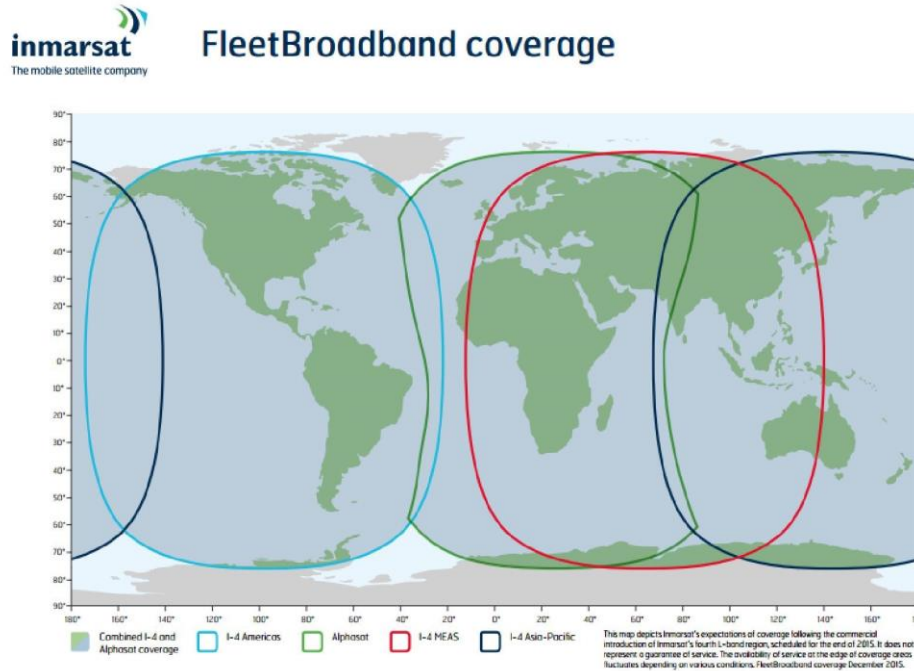 inmarsat
The mobile satellite company
FleetBroadband coverage
90°
80°
70°
60°
50°
40°
30°
20°
10°
0°
10°
20°
30°
40°
50°
60°
70°
80°
90°
180° 160° 140° 120° 100° 80° 60° 40° 20° 0° 20° 40° 60° 80° 100° 120° 140° 160°
Combined I-4 and
Alphasat coverage
I-4 Americas
Alphasat
I-4 MEAS
I-4 Asia-Pacific
This map depicts Inmarsat's expectations of coverage following the commercial
introduction of Inmarsat's fourth L-band region, scheduled for the end of 2015. It does not
represent a guarantee of service. The availability of service at the edge of coverage areas
fluctuates depending on various conditions. FleetBroadband coverage December 2015.